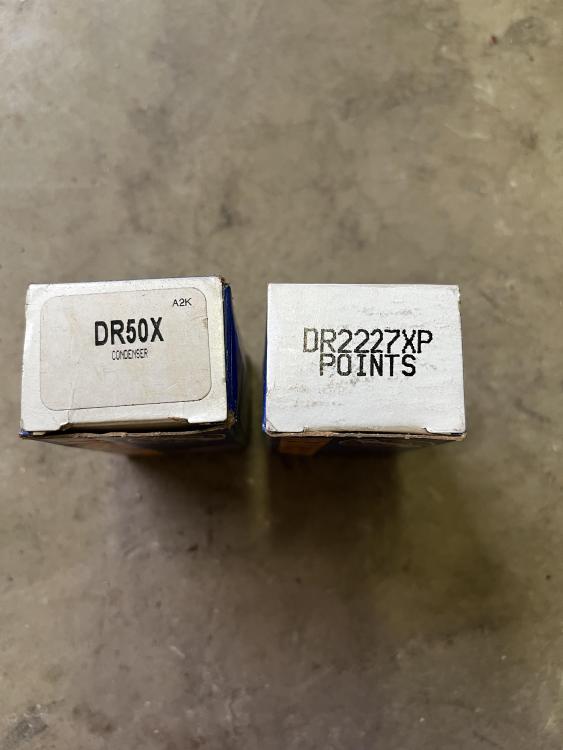 A2K
DR50X
CONDENSER
DR2227XP
POINTS